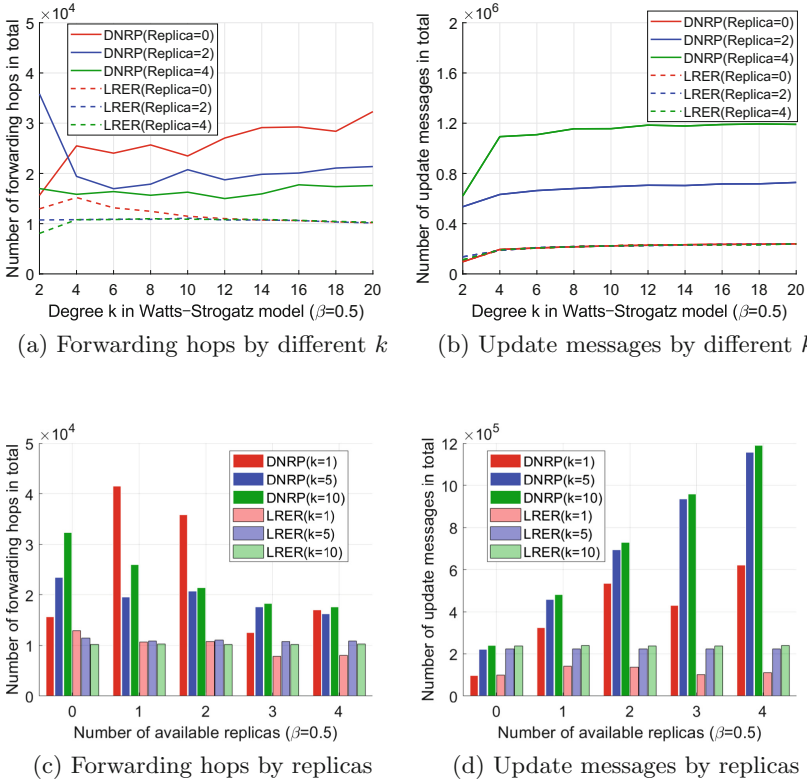 ×10^4
5
4
3
2
1
0
Number of forwarding hops in total
DNRP(Replica=0)
DNRP(Replica=2)
DNRP(Replica=4)
LRER(Replica=0)
LRER(Replica=2)
LRER(Replica=4)
2 4 6 8 10 12 14 16 18 20
Degree k in Watts−Strogatz model (β=0.5)
(a) Forwarding hops by different k
×10^6
2
1.6
1.2
0.8
0.4
0
Number of update messages in total
DNRP(Replica=0)
DNRP(Replica=2)
DNRP(Replica=4)
LRER(Replica=0)
LRER(Replica=2)
LRER(Replica=4)
2 4 6 8 10 12 14 16 18 20
Degree k in Watts−Strogatz model (β=0.5)
(b) Update messages by different k
×10^4
5
4
3
2
1
0
Number of forwarding hops in total
DNRP(k=1)
DNRP(k=5)
DNRP(k=10)
LRER(k=1)
LRER(k=5)
LRER(k=10)
0 1 2 3 4
Number of available replicas (β=0.5)
(c) Forwarding hops by replicas
×10^5
12
10
8
6
4
2
0
Number of update messages in total
DNRP(k=1)
DNRP(k=5)
DNRP(k=10)
LRER(k=1)
LRER(k=5)
LRER(k=10)
0 1 2 3 4
Number of available replicas (β=0.5)
(d) Update messages by replicas